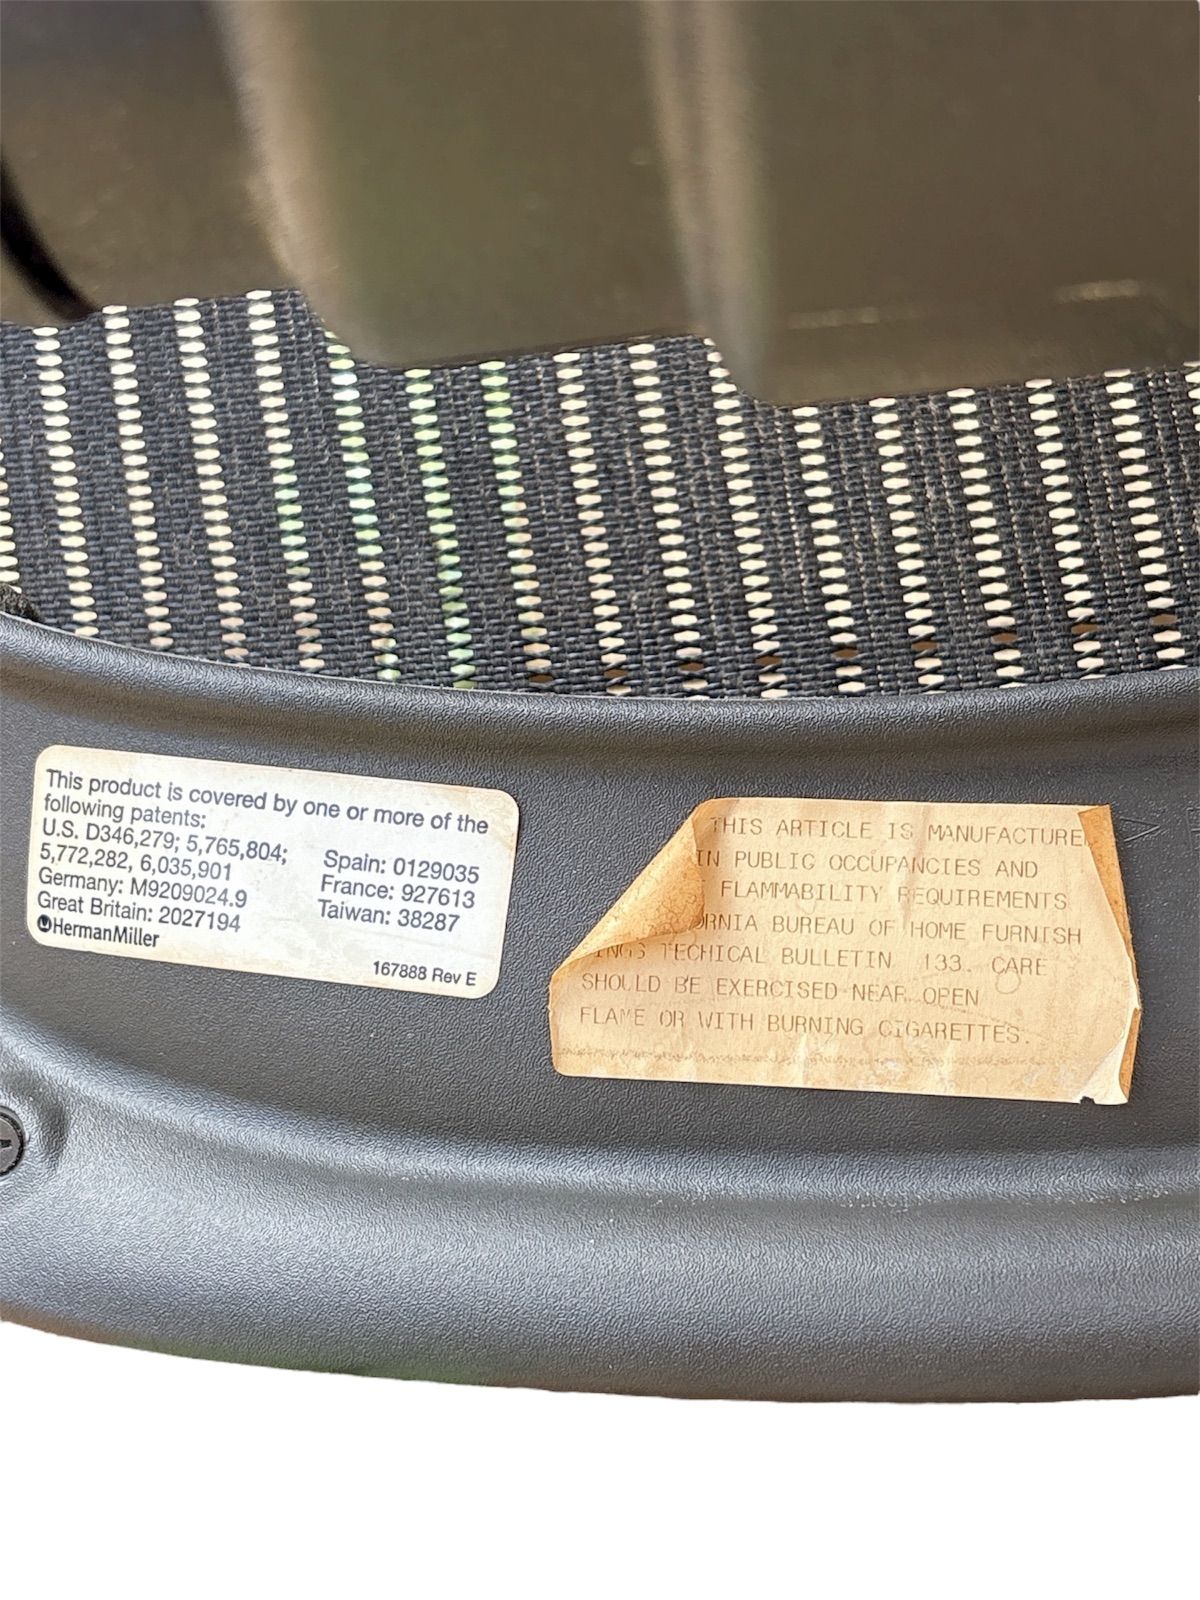 This product is covered by one or more of the
following patents:
U.S. D346,279; 5,765,804;
5,772,282, 6,035,901
Germany: M9209024.9
Great Britain: 2027194
Spain: 0129035
France: 927613
Taiwan: 38287
HermanMiller
167888 Rev E
THIS ARTICLE IS MANUFACTURE
IN PUBLIC OCCUPANCIES AND
FLAMMABILITY REQUIREMENTS
ORNIA BUREAU OF HOME FURNISH
INGS TECHICAL BULLETIN 133. CARE
SHOULD BE EXERCISED NEAR OPEN
FLAME OR WITH BURNING CIGARETTES.